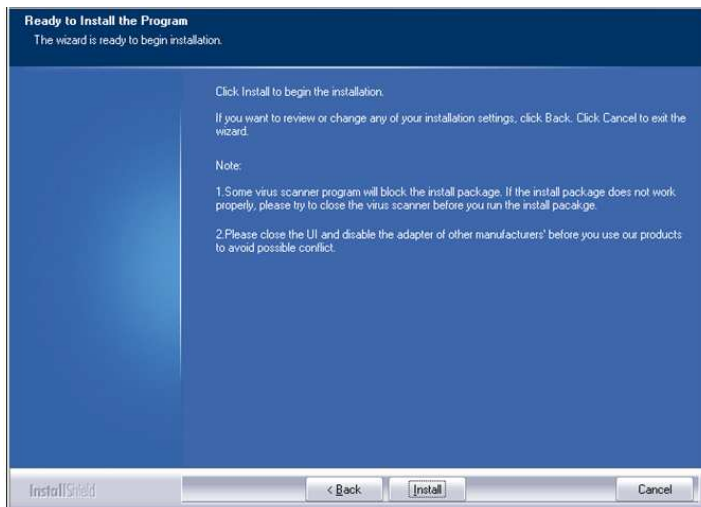 Ready to Install the Program
The wizard is ready to begin installation.
Click Install to begin the installation.
If you want to review or change any of your installation settings, click Back. Click Cancel to exit the
wizard.
Note:
1.Some virus scanner program will block the install package. If the install package does not work
properly, please try to close the virus scanner before you run the install pacakge.
2.Please close the UI and disable the adapter of other manufacturers' before you use our products
to avoid possible conflict.
InstallShield
< Back
Install
Cancel